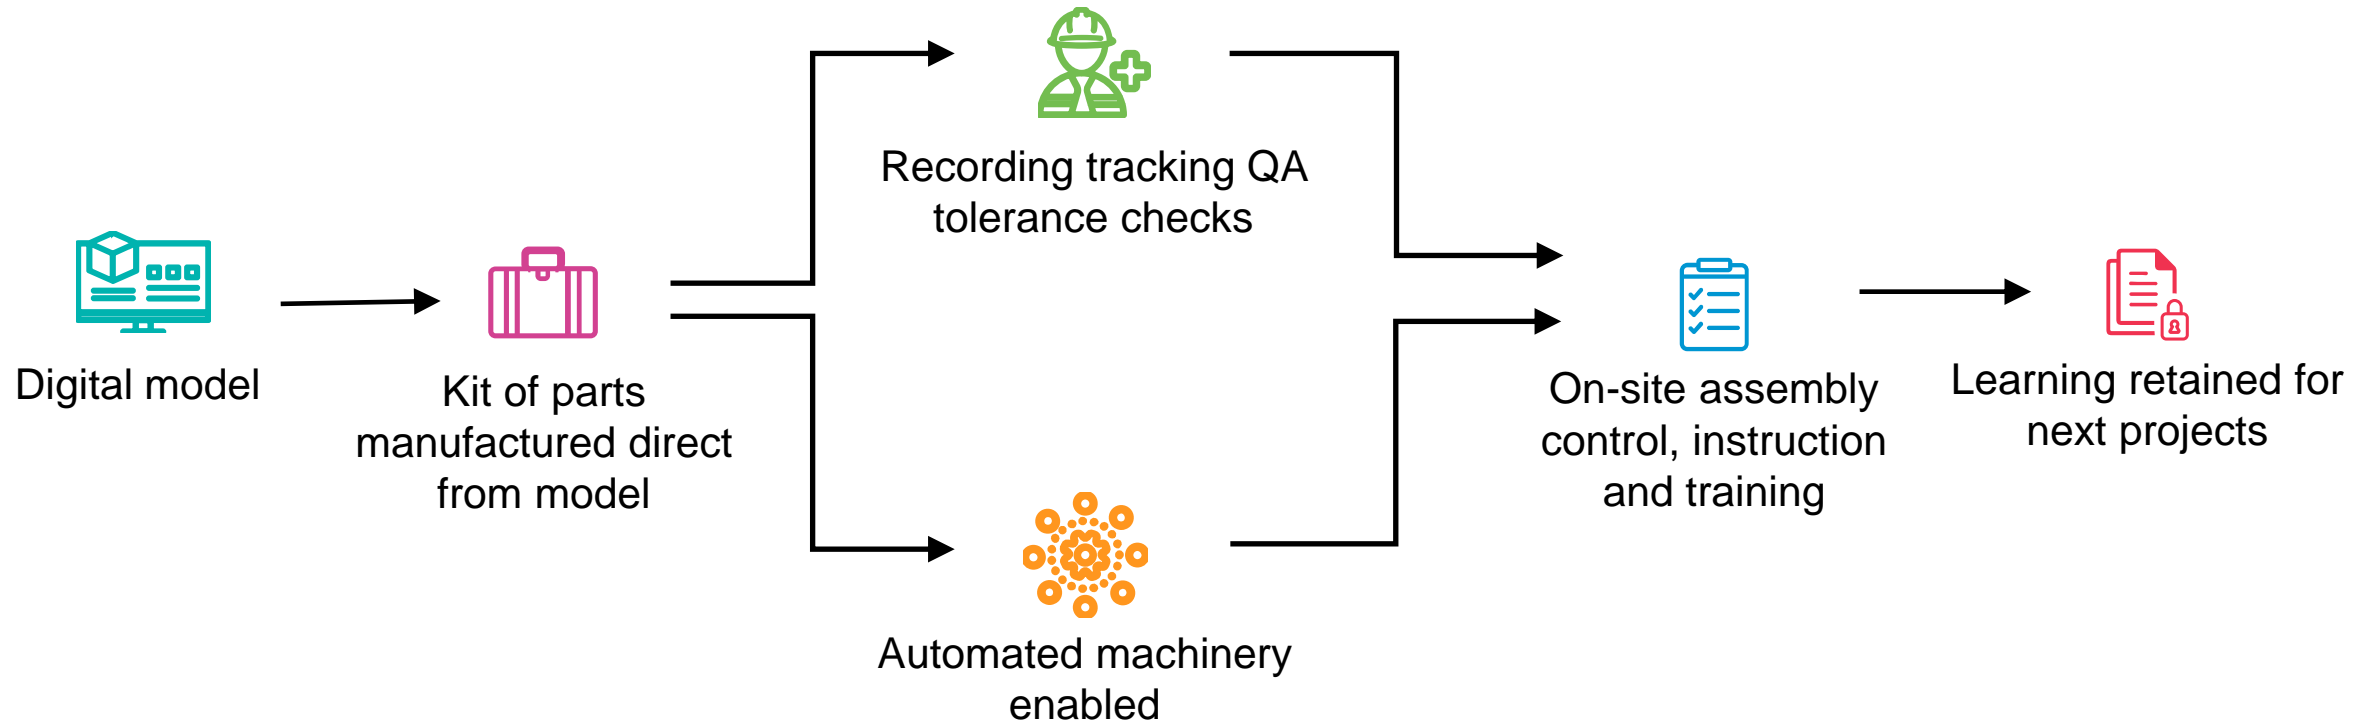 Digital model
Kit of parts
manufactured direct
from model
Recording tracking QA
tolerance checks
Automated machinery
enabled
On-site assembly
control, instruction
and training
Learning retained for
next projects